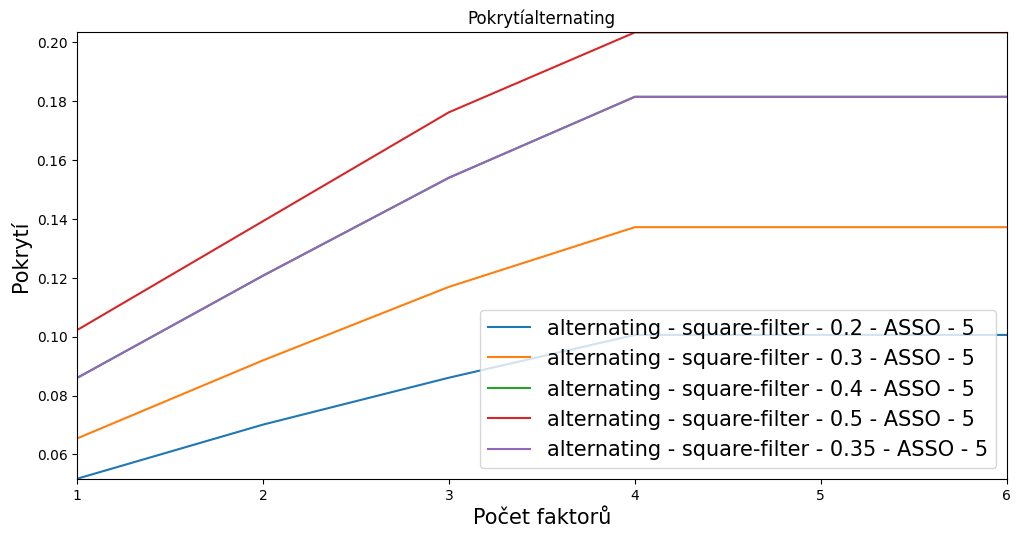 Pokrytíalternating
0.20
0.18
0.16
0.14
0.12
0.10
0.08
0.06
Pokrytí
alternating - square-filter - 0.2 - ASSO - 5
alternating - square-filter - 0.3 - ASSO - 5
alternating - square-filter - 0.4 - ASSO - 5
alternating - square-filter - 0.5 - ASSO - 5
alternating - square-filter - 0.35 - ASSO - 5
1 2 3 4 5 6
Počet faktorů